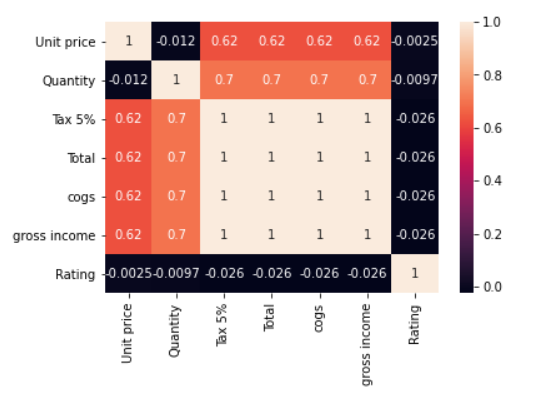 Unit price 1 -0.012 0.62 0.62 0.62 0.62 -0.0025
Quantity -0.012 1 0.7 0.7 0.7 0.7 -0.0097
Tax 5% 0.62 0.7 1 1 1 1 -0.026
Total 0.62 0.7 1 1 1 1 -0.026
cogs 0.62 0.7 1 1 1 1 -0.026
gross income 0.62 0.7 1 1 1 1 -0.026
Rating -0.0025 -0.0097 -0.026 -0.026 -0.026 -0.026 1
Unit price
Quantity
Tax 5%
Total
cogs
gross income
Rating
1.0
0.8
0.6
0.4
0.2
0.0